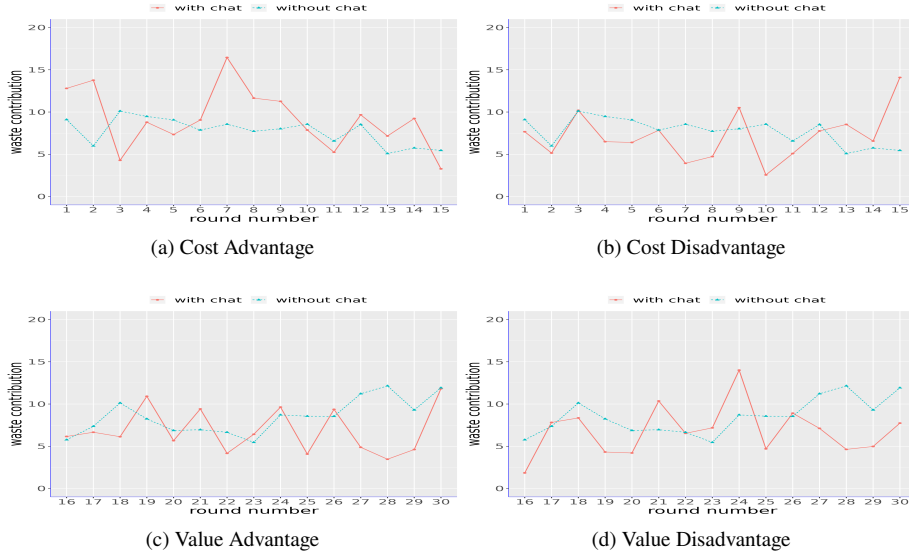 with chat without chat with chat without chat
20 20
15 15
waste contribution waste contribution
10 10
5 5
0 0
1 2 3 4 5 6 7 8 9 10 11 12 13 14 15 1 2 3 4 5 6 7 8 9 10 11 12 13 14 15
round number round number
(a) Cost Advantage (b) Cost Disadvantage
with chat without chat with chat without chat
20 20
15 15
waste contribution waste contribution
10 10
5 5
0 0
16 17 18 19 20 21 22 23 24 25 26 27 28 29 30 16 17 18 19 20 21 22 23 24 25 26 27 28 29 30
round number round number
(c) Value Advantage (d) Value Disadvantage